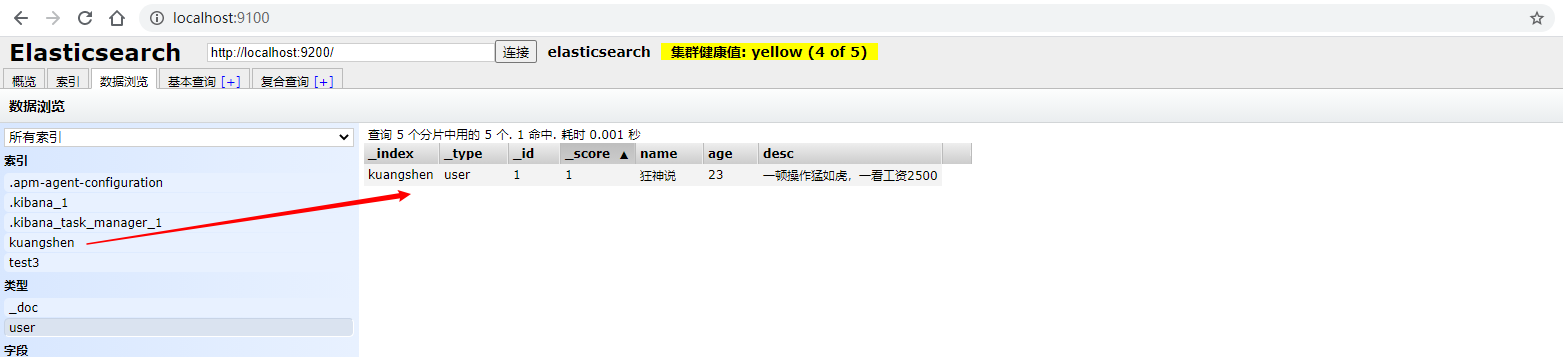 localhost:9100
Elasticsearch http://localhost:9200/ 连接 elasticsearch 集群健康值: yellow (4 of 5)
概览 索引 数据浏览 基本查询 [+] 复合查询 [+]
数据浏览
所有索引
索引
.apm-agent-configuration
.kibana_1
.kibana_task_manager_1
kuangshen
test3
类型
_doc
user
字段
查询 5 个分片中用的 5 个. 1 命中. 耗时 0.001 秒
_index _type _id _score ▲ name age desc
kuangshen user 1 1 狂神说 23 一顿操作猛如虎，一看工资2500